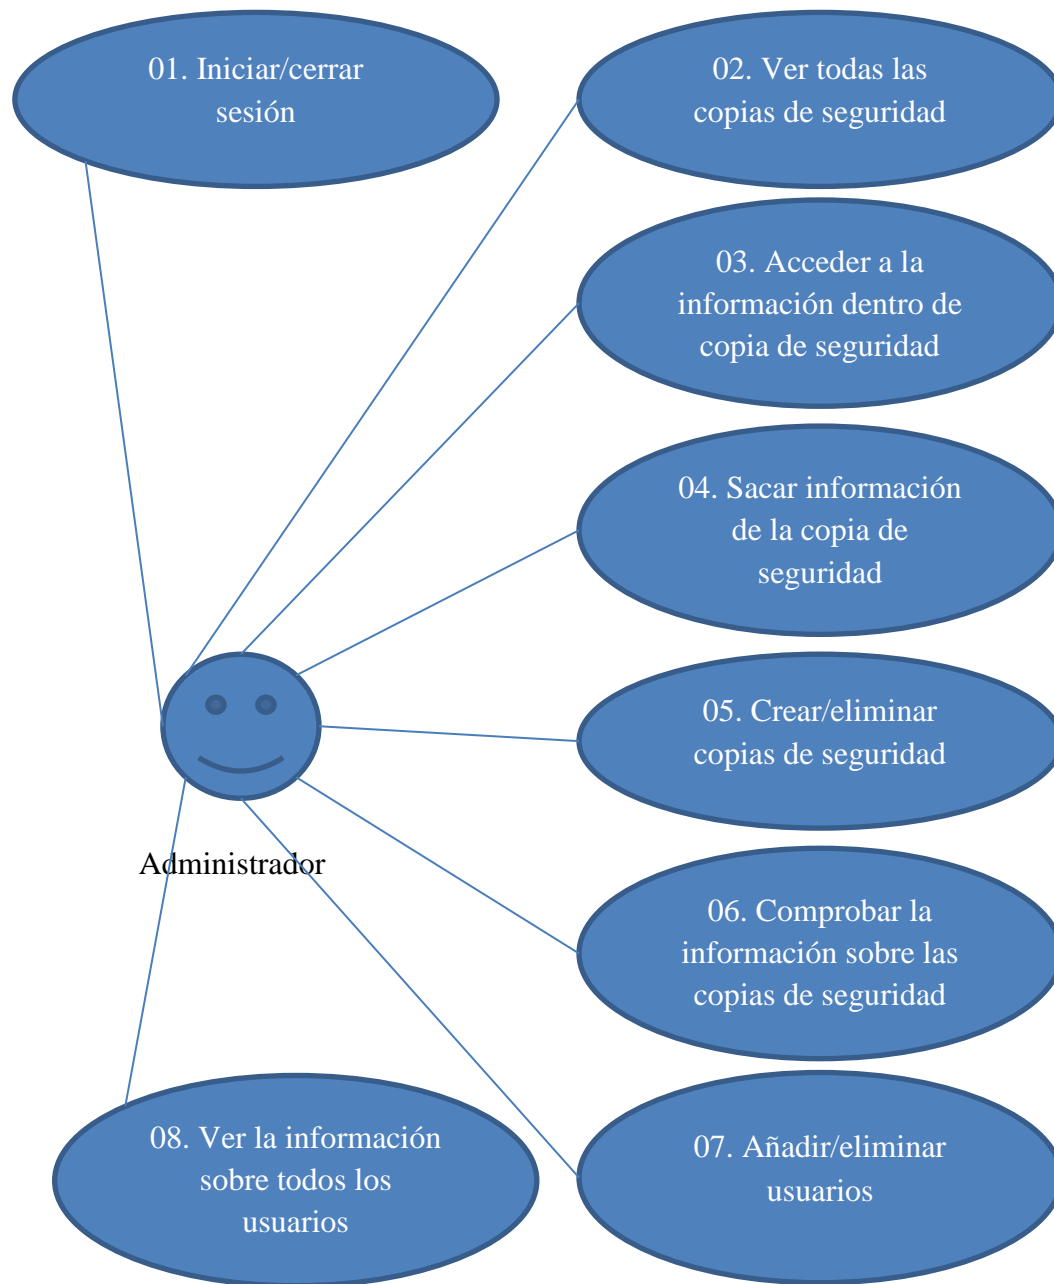 01. Iniciar/cerrar
sesión
02. Ver todas las
copias de seguridad
03. Acceder a la
información dentro de
copia de seguridad
04. Sacar información
de la copia de
seguridad
05. Crear/eliminar
copias de seguridad
Administrador
06. Comprobar la
información sobre las
copias de seguridad
07. Añadir/eliminar
usuarios
08. Ver la información
sobre todos los
usuarios